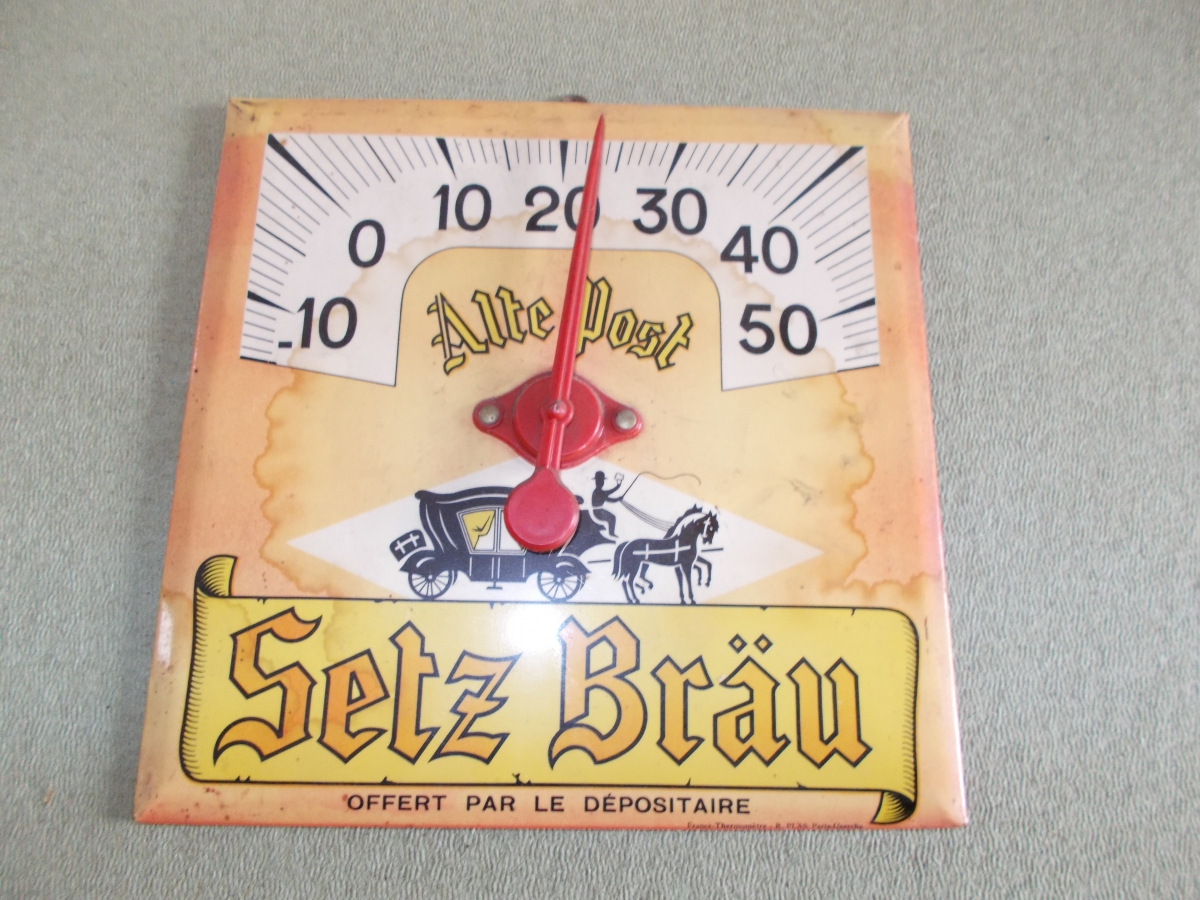 10 20 30
0 40
-10 50
Alte Post
Setz Bräu
OFFERT PAR LE DÉPOSITAIRE